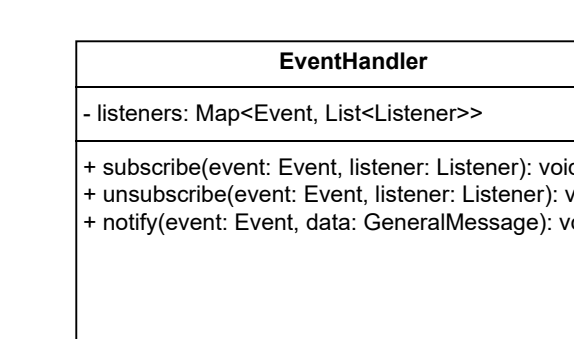 EventHandler
- listeners: Map<Event, List<Listener>>
+ subscribe(event: Event, listener: Listener):
+ unsubscribe(event: Event, listener: Listener):
+ notify(event: Event, data: GeneralMessage):